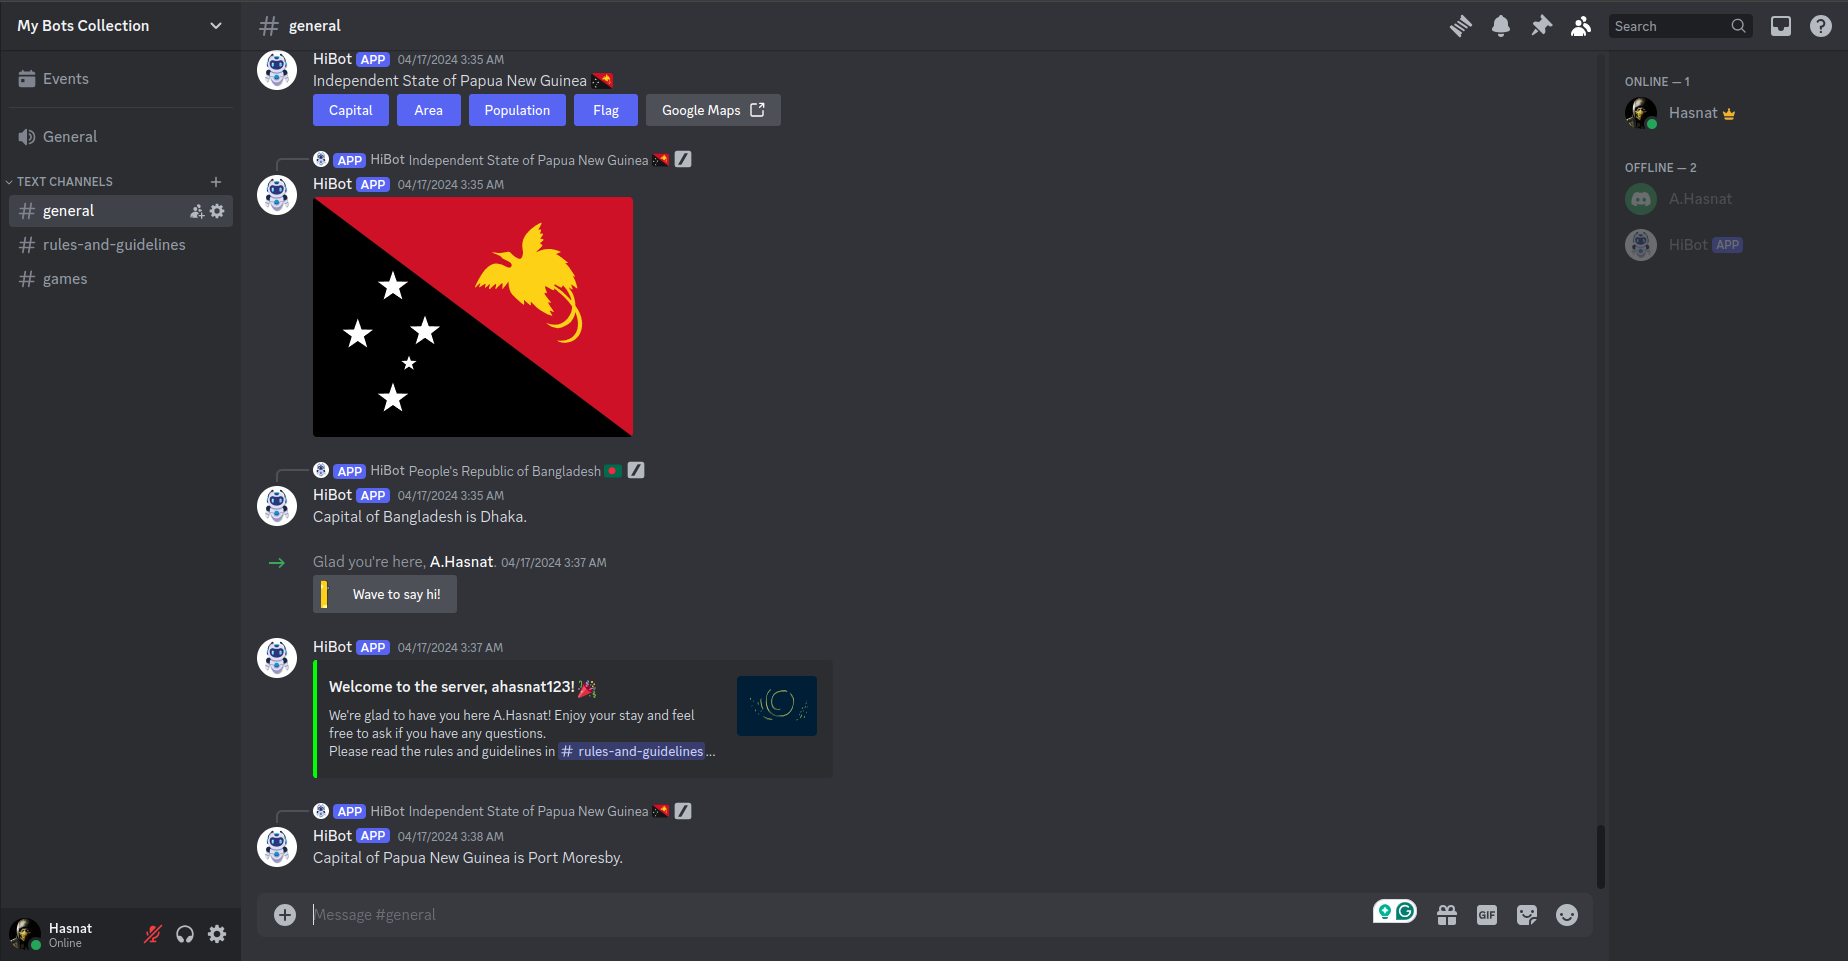 My Bots Collection
Events
General
TEXT CHANNELS
general
rules-and-guidelines
games
Hasnat
Online
general
Search
HiBot APP 04/17/2024 3:35 AM
Independent State of Papua New Guinea
Capital Area Population Flag Google Maps
APP HiBot Independent State of Papua New Guinea
HiBot APP 04/17/2024 3:35 AM
APP HiBot People's Republic of Bangladesh
HiBot APP 04/17/2024 3:35 AM
Capital of Bangladesh is Dhaka.
Glad you're here, A.Hasnat. 04/17/2024 3:37 AM
Wave to say hi!
HiBot APP 04/17/2024 3:37 AM
Welcome to the server, ahasnat123!
We're glad to have you here A.Hasnat! Enjoy your stay and feel
free to ask if you have any questions.
Please read the rules and guidelines in # rules-and-guidelines...
APP HiBot Independent State of Papua New Guinea
HiBot APP 04/17/2024 3:38 AM
Capital of Papua New Guinea is Port Moresby.
Message #general
GIF
ONLINE — 1
Hasnat
OFFLINE — 2
A.Hasnat
HiBot APP